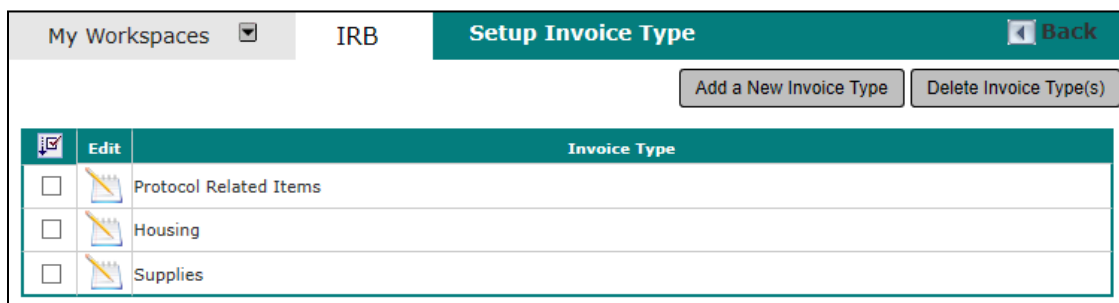 My Workspaces IRB Setup Invoice Type Back
Add a New Invoice Type Delete Invoice Type(s)
Edit Invoice Type
Protocol Related Items
Housing
Supplies